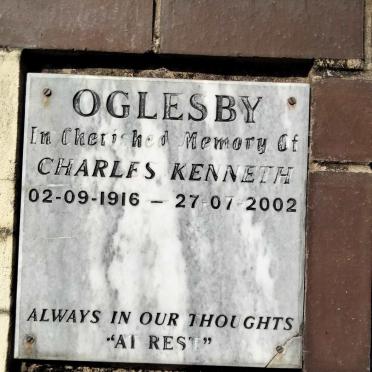 OGLESBY
In Cherished Memory Of
CHARLES KENNETH
02-09-1916 – 27-07-2002
ALWAYS IN OUR THOUGHTS
"AT REST"